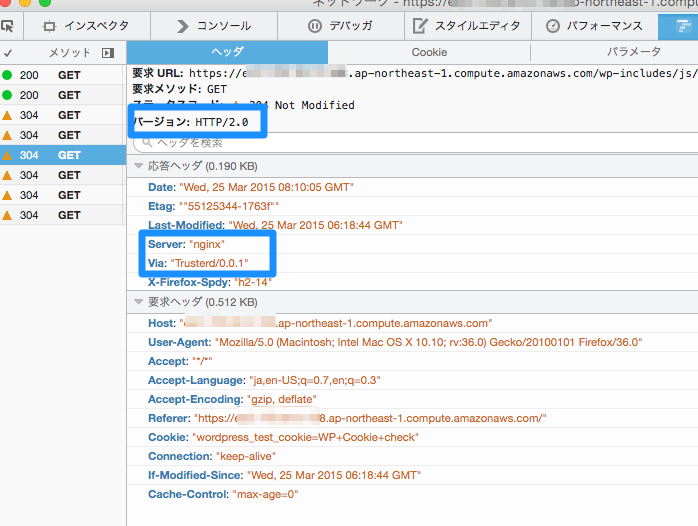 ネットワーク - https://e ap-northeast-1.compu
インスペクタ コンソール デバッガ スタイルエディタ パフォーマンス
✓ メソッド ヘッダ Cookie パラメータ
200 GET
200 GET
304 GET
304 GET
304 GET
304 GET
304 GET
304 GET
要求 URL: https://e .ap-northeast-1.compute.amazonaws.com/wp-includes/js/
要求メソッド: GET
ステータスコード: 304 Not Modified
バージョン: HTTP/2.0
ヘッダを検索
応答ヘッダ (0.190 KB)
Date: "Wed, 25 Mar 2015 08:10:05 GMT"
Etag: ""55125344-1763f""
Last-Modified: "Wed, 25 Mar 2015 06:18:44 GMT"
Server: "nginx"
Via: "Trusterd/0.0.1"
X-Firefox-Spdy: "h2-14"
要求ヘッダ (0.512 KB)
Host: "e .ap-northeast-1.compute.amazonaws.com"
User-Agent: "Mozilla/5.0 (Macintosh; Intel Mac OS X 10.10; rv:36.0) Gecko/20100101 Firefox/36.0"
Accept: "*/*"
Accept-Language: "ja,en-US;q=0.7,en;q=0.3"
Accept-Encoding: "gzip, deflate"
Referer: "https://e 8.ap-northeast-1.compute.amazonaws.com/"
Cookie: "wordpress_test_cookie=WP+Cookie+check"
Connection: "keep-alive"
If-Modified-Since: "Wed, 25 Mar 2015 06:18:44 GMT"
Cache-Control: "max-age=0"